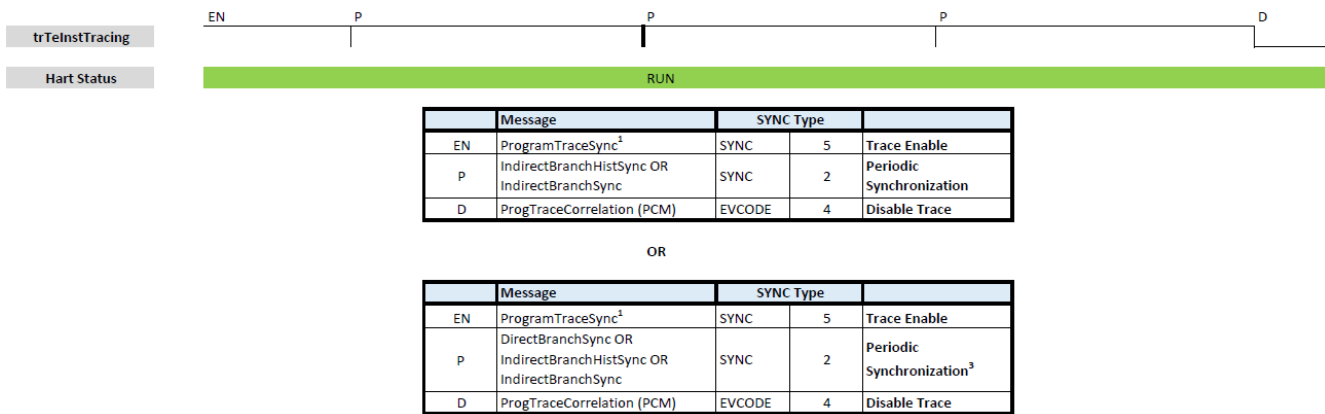 EN P P P D
trTeInstTracing
Hart Status RUN
Message SYNC Type
EN ProgramTraceSync¹ SYNC 5 Trace Enable
P IndirectBranchHistSync OR IndirectBranchSync SYNC 2 Periodic Synchronization
D ProgTraceCorrelation (PCM) EVCODE 4 Disable Trace
OR
Message SYNC Type
EN ProgramTraceSync¹ SYNC 5 Trace Enable
P DirectBranchSync OR IndirectBranchHistSync OR IndirectBranchSync SYNC 2 Periodic Synchronization³
D ProgTraceCorrelation (PCM) EVCODE 4 Disable Trace